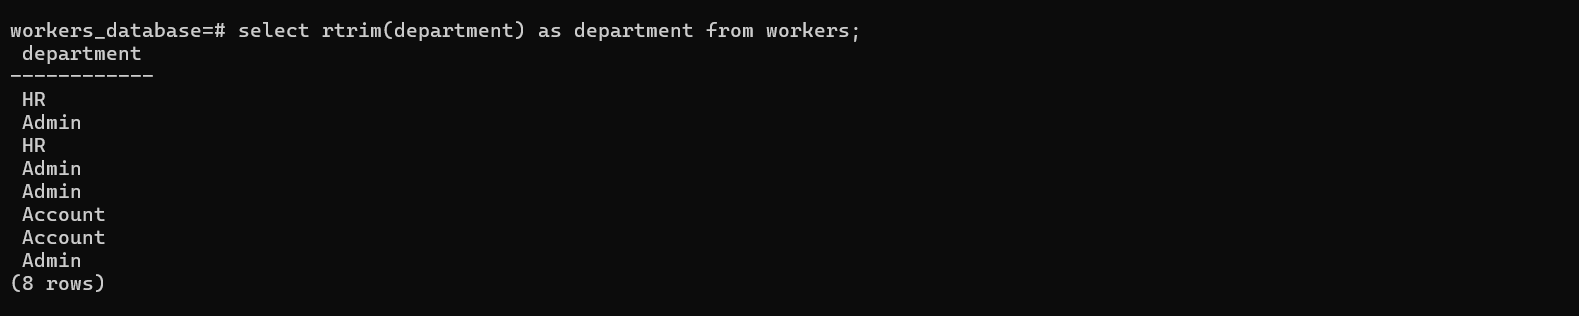 workers_database=# select rtrim(department) as department from workers;
department
------------
HR
Admin
HR
Admin
Admin
Account
Account
Admin
(8 rows)